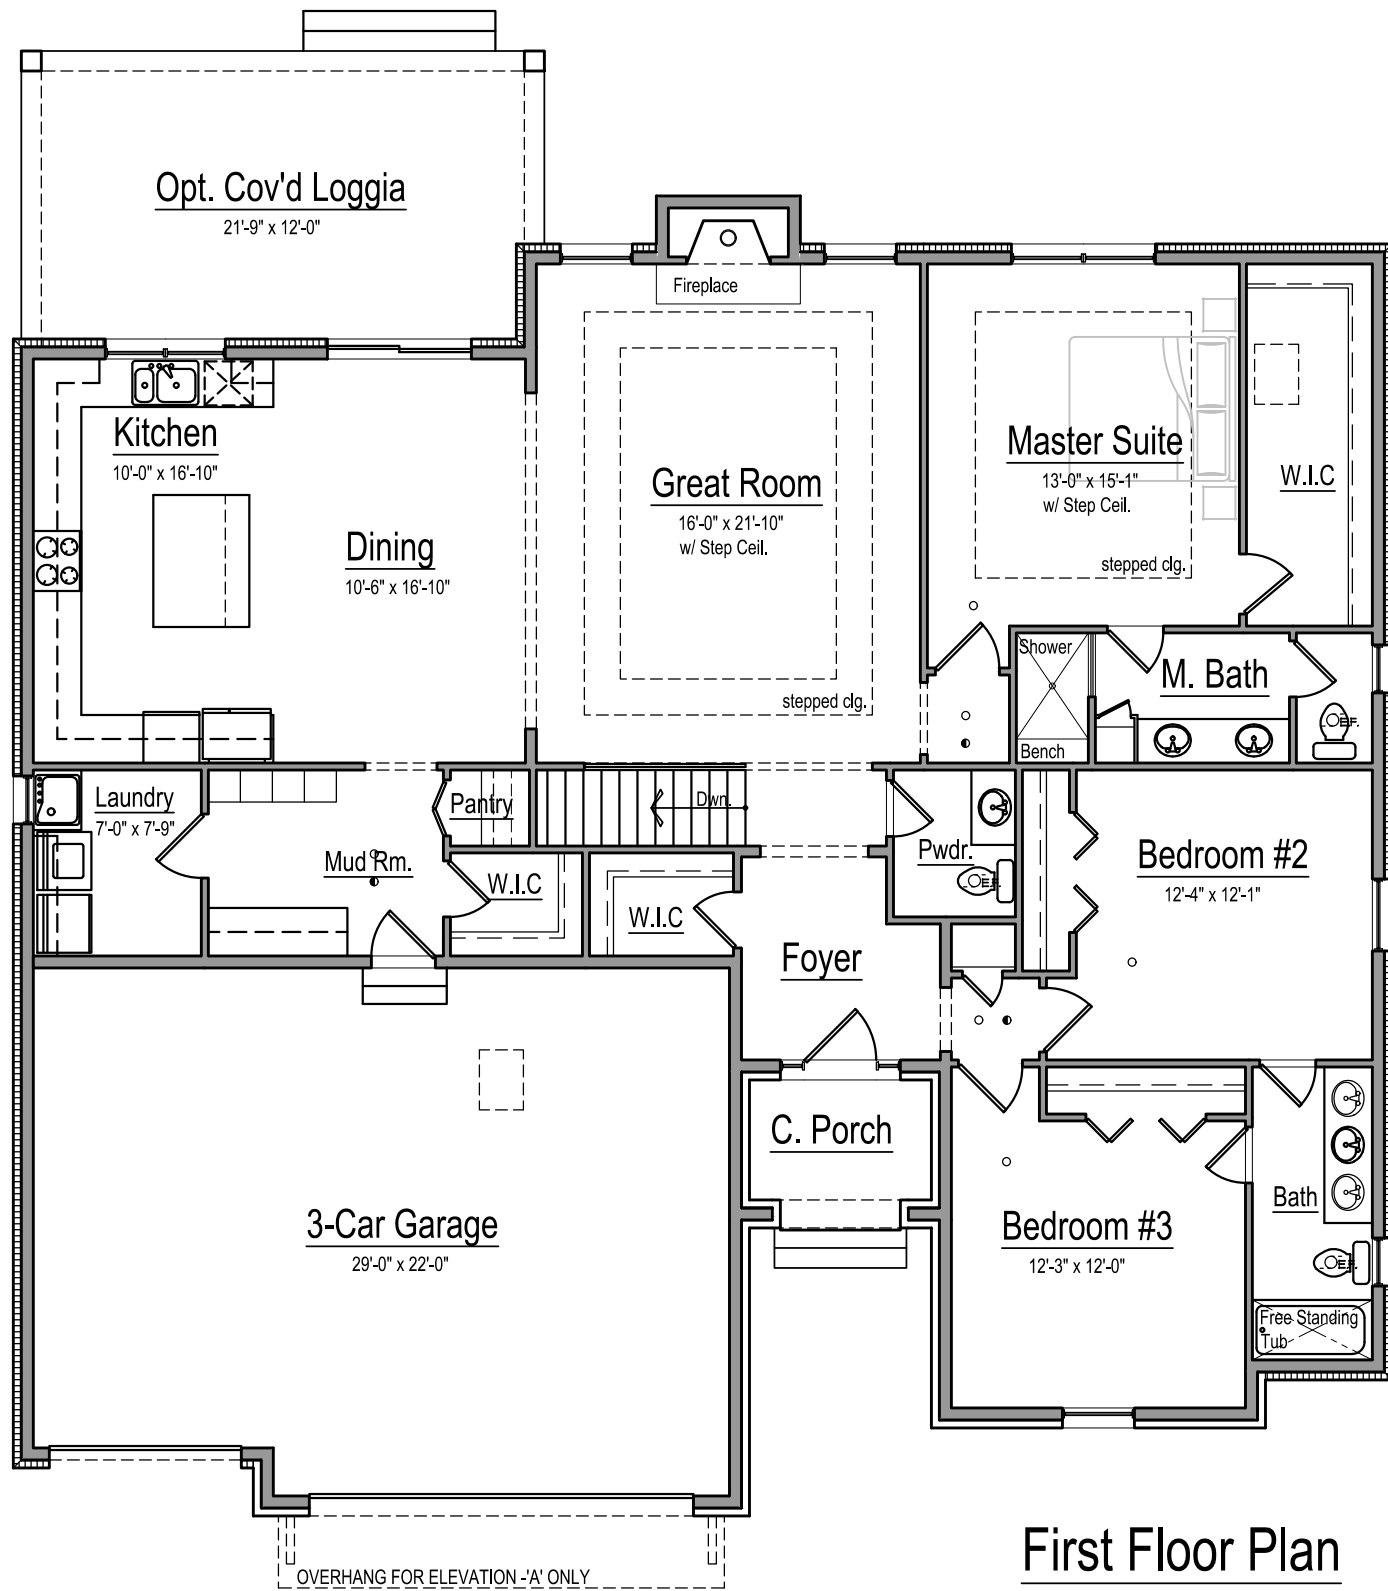 Opt. Cov'd Loggia
21'-9" x 12'-0"
Fireplace
Kitchen
10'-0" x 16'-10"
Dining
10'-6" x 16'-10"
Great Room
16'-0" x 21'-10"
w/ Step Ceil.
stepped clg.
Master Suite
13'-0" x 15'-1"
w/ Step Ceil.
stepped clg.
W.I.C
Shower
Bench
M. Bath
E.F.
Laundry
7'-0" x 7'-9"
Mud Rm.
Pantry
Dwn.
W.I.C
W.I.C
Pwdr.
E.F.
Bedroom #2
12'-4" x 12'-1"
Foyer
C. Porch
3-Car Garage
29'-0" x 22'-0"
Bedroom #3
12'-3" x 12'-0"
Bath
E.F.
Free Standing
Tub
OVERHANG FOR ELEVATION -'A' ONLY
First Floor Plan